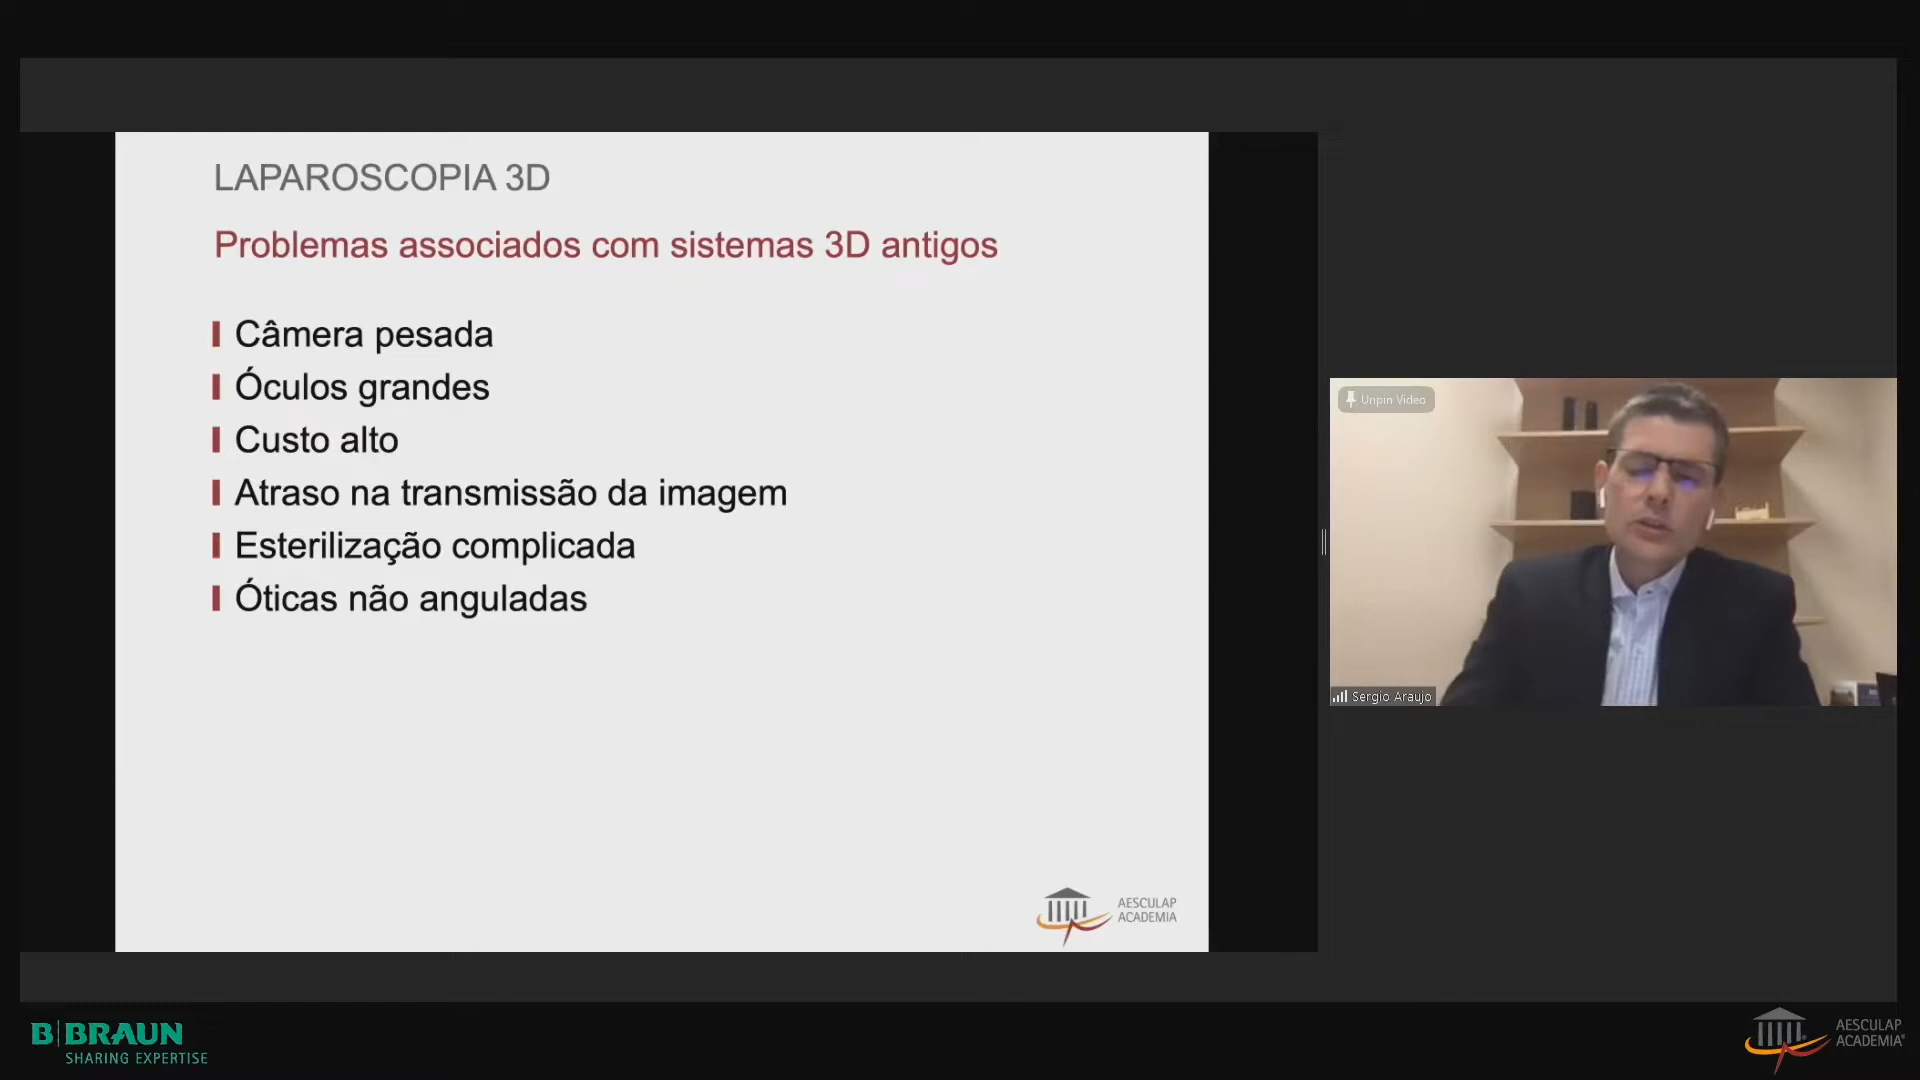 LAPAROSCOPIA 3D
Problemas associados com sistemas 3D antigos
Câmera pesada
Óculos grandes
Custo alto
Atraso na transmissão da imagem
Esterilização complicada
Óticas não anguladas
AESCULAP
ACADEMIA
Unpin Video
Sergio Araujo
B|BRAUN
SHARING EXPERTISE
AESCULAP
ACADEMIA®